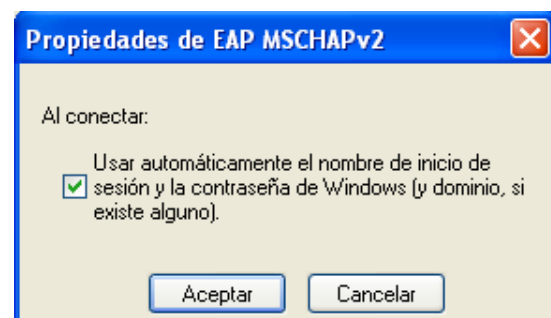 Propiedades de EAP MSCHAPv2
Al conectar:
Usar automáticamente el nombre de inicio de
sesión y la contraseña de Windows (y dominio, si
existe alguno).
Aceptar
Cancelar